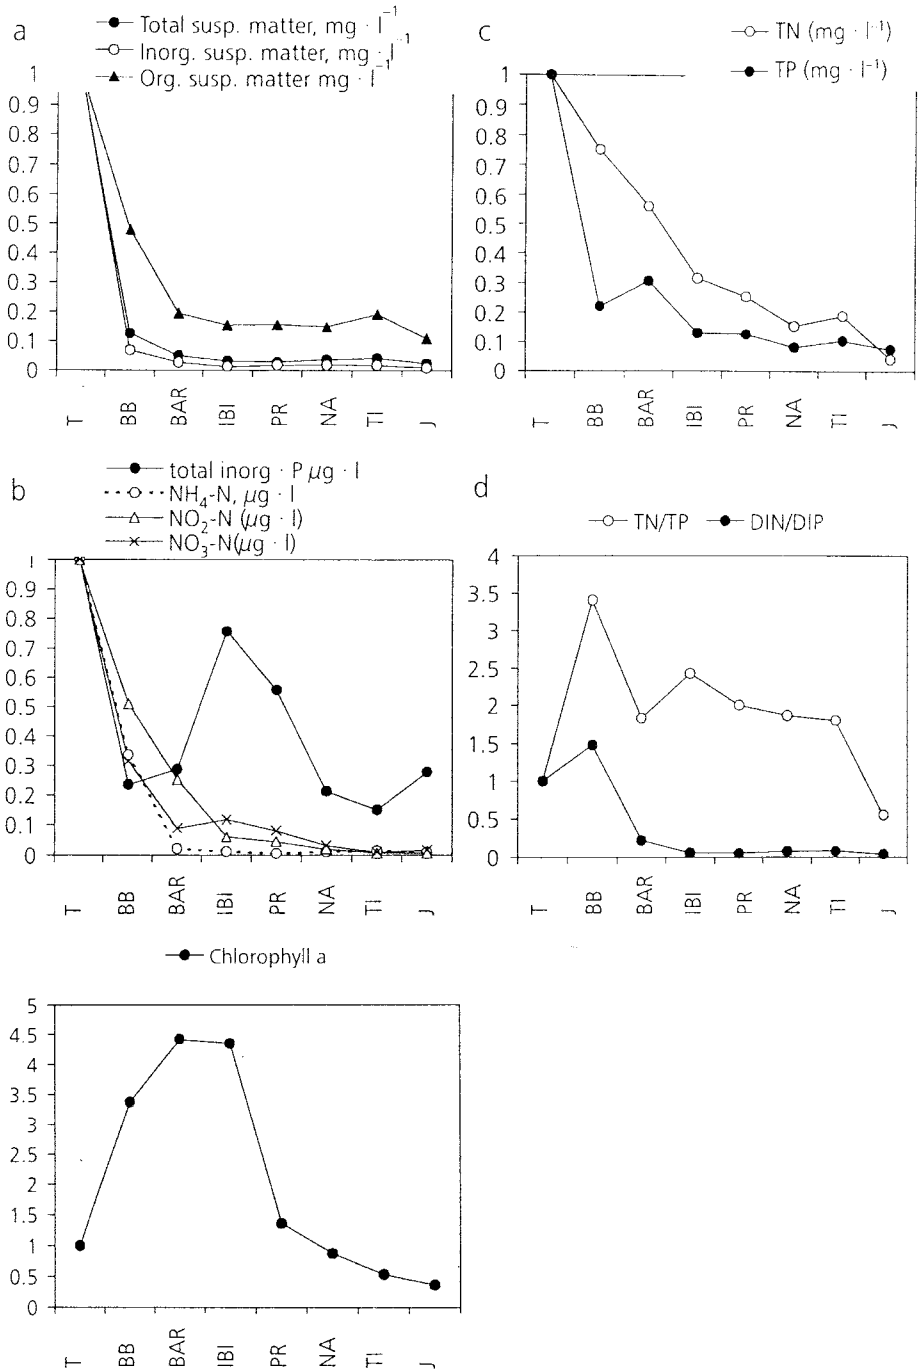 a
Total susp. matter, mg · l⁻¹
Inorg. susp. matter, mg · l⁻¹
Org. susp. matter mg · l⁻¹
1
0.9
0.8
0.7
0.6
0.5
0.4
0.3
0.2
0.1
0
T BB BAR IBI PR NA TI J
c
TN (mg · l⁻¹)
TP (mg · l⁻¹)
1
0.9
0.8
0.7
0.6
0.5
0.4
0.3
0.2
0.1
0
T BB BAR IBI PR NA TI J
b
total inorg · P µg · l
NH₄-N, µg · l
NO₂-N (µg · l)
NO₃-N(µg · l)
1
0.9
0.8
0.7
0.6
0.5
0.4
0.3
0.2
0.1
0
T BB BAR IBI PR NA TI J
d
TN/TP DIN/DIP
4
3.5
3
2.5
2
1.5
1
0.5
0
T BB BAR IBI PR NA TI J
Chlorophyll a
5
4.5
4
3.5
3
2.5
2
1.5
1
0.5
0
T BB BAR IBI PR NA TI J